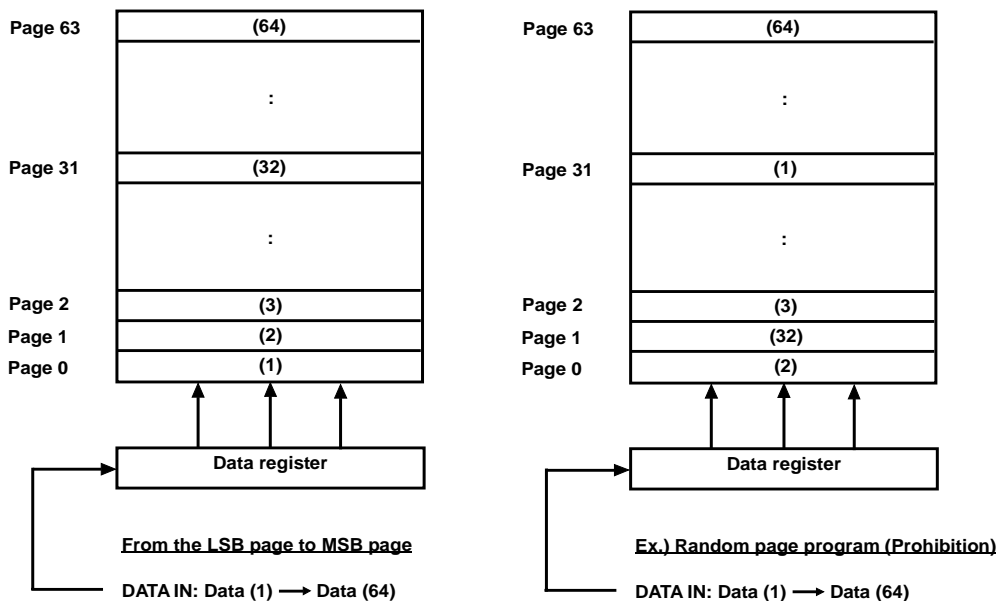 Page 63 (64)
:
Page 31 (32)
:
Page 2 (3)
Page 1 (2)
Page 0 (1)
Data register
From the LSB page to MSB page
DATA IN: Data (1) → Data (64)
Page 63 (64)
:
Page 31 (1)
:
Page 2 (3)
Page 1 (32)
Page 0 (2)
Data register
Ex.) Random page program (Prohibition)
DATA IN: Data (1) → Data (64)